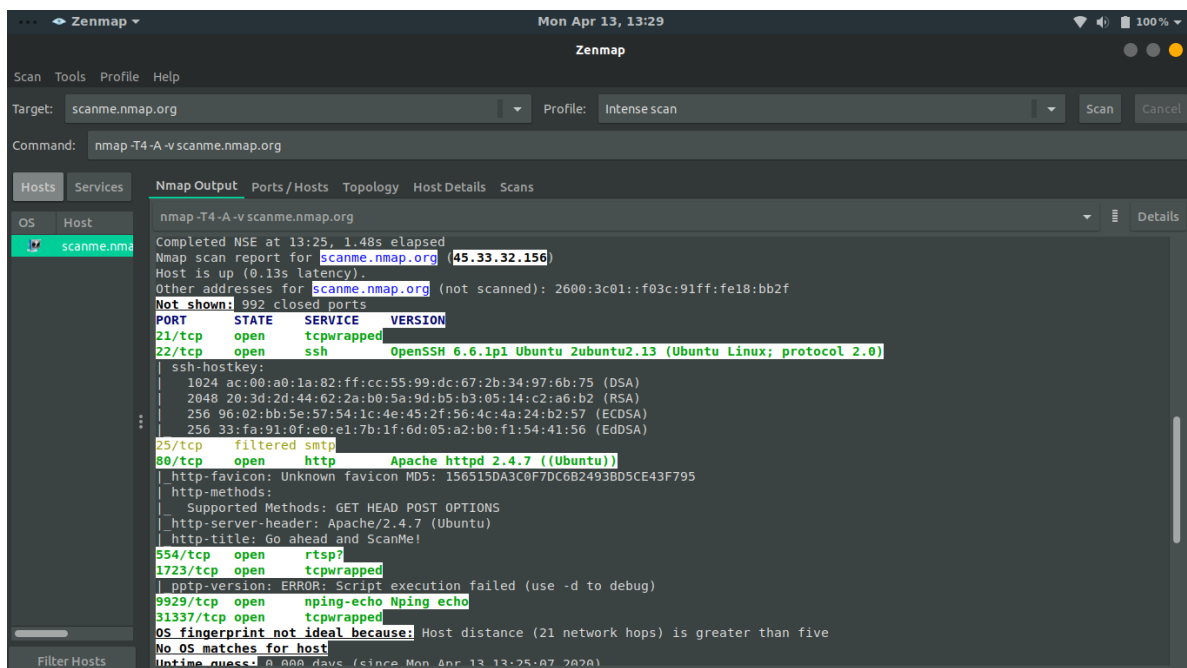 Zenmap
Mon Apr 13, 13:29
100 %
Zenmap
Scan Tools Profile Help
Target: scanme.nmap.org Profile: Intense scan Scan Cancel
Command: nmap -T4 -A -v scanme.nmap.org
Hosts Services Nmap Output Ports / Hosts Topology Host Details Scans
OS Host nmap -T4 -A -v scanme.nmap.org Details
scanme.nma
Completed NSE at 13:25, 1.48s elapsed
Nmap scan report for scanme.nmap.org (45.33.32.156)
Host is up (0.13s latency).
Other addresses for scanme.nmap.org (not scanned): 2600:3c01::f03c:91ff:fe18:bb2f
Not shown: 992 closed ports
PORT STATE SERVICE VERSION
21/tcp open tcpwrapped
22/tcp open ssh OpenSSH 6.6.1p1 Ubuntu 2ubuntu2.13 (Ubuntu Linux; protocol 2.0)
| ssh-hostkey:
| 1024 ac:00:a0:1a:82:ff:cc:55:99:dc:67:2b:34:97:6b:75 (DSA)
| 2048 20:3d:2d:44:62:2a:b0:5a:9d:b5:b3:05:14:c2:a6:b2 (RSA)
| 256 96:02:bb:5e:57:54:1c:4e:45:2f:56:4c:4a:24:b2:57 (ECDSA)
|_ 256 33:fa:91:0f:e0:e1:7b:1f:6d:05:a2:b0:f1:54:41:56 (EdDSA)
25/tcp filtered smtp
80/tcp open http Apache httpd 2.4.7 ((Ubuntu))
|_http-favicon: Unknown favicon MD5: 156515DA3C0F7DC6B2493BD5CE43F795
| http-methods:
|_ Supported Methods: GET HEAD POST OPTIONS
|_http-server-header: Apache/2.4.7 (Ubuntu)
|_http-title: Go ahead and ScanMe!
554/tcp open rtsp?
1723/tcp open tcpwrapped
|_pptp-version: ERROR: Script execution failed (use -d to debug)
9929/tcp open nping-echo Nping echo
31337/tcp open tcpwrapped
OS fingerprint not ideal because: Host distance (21 network hops) is greater than five
No OS matches for host
Uptime guess: 0.000 days (since Mon Apr 13 13:25:07 2020)
Filter Hosts